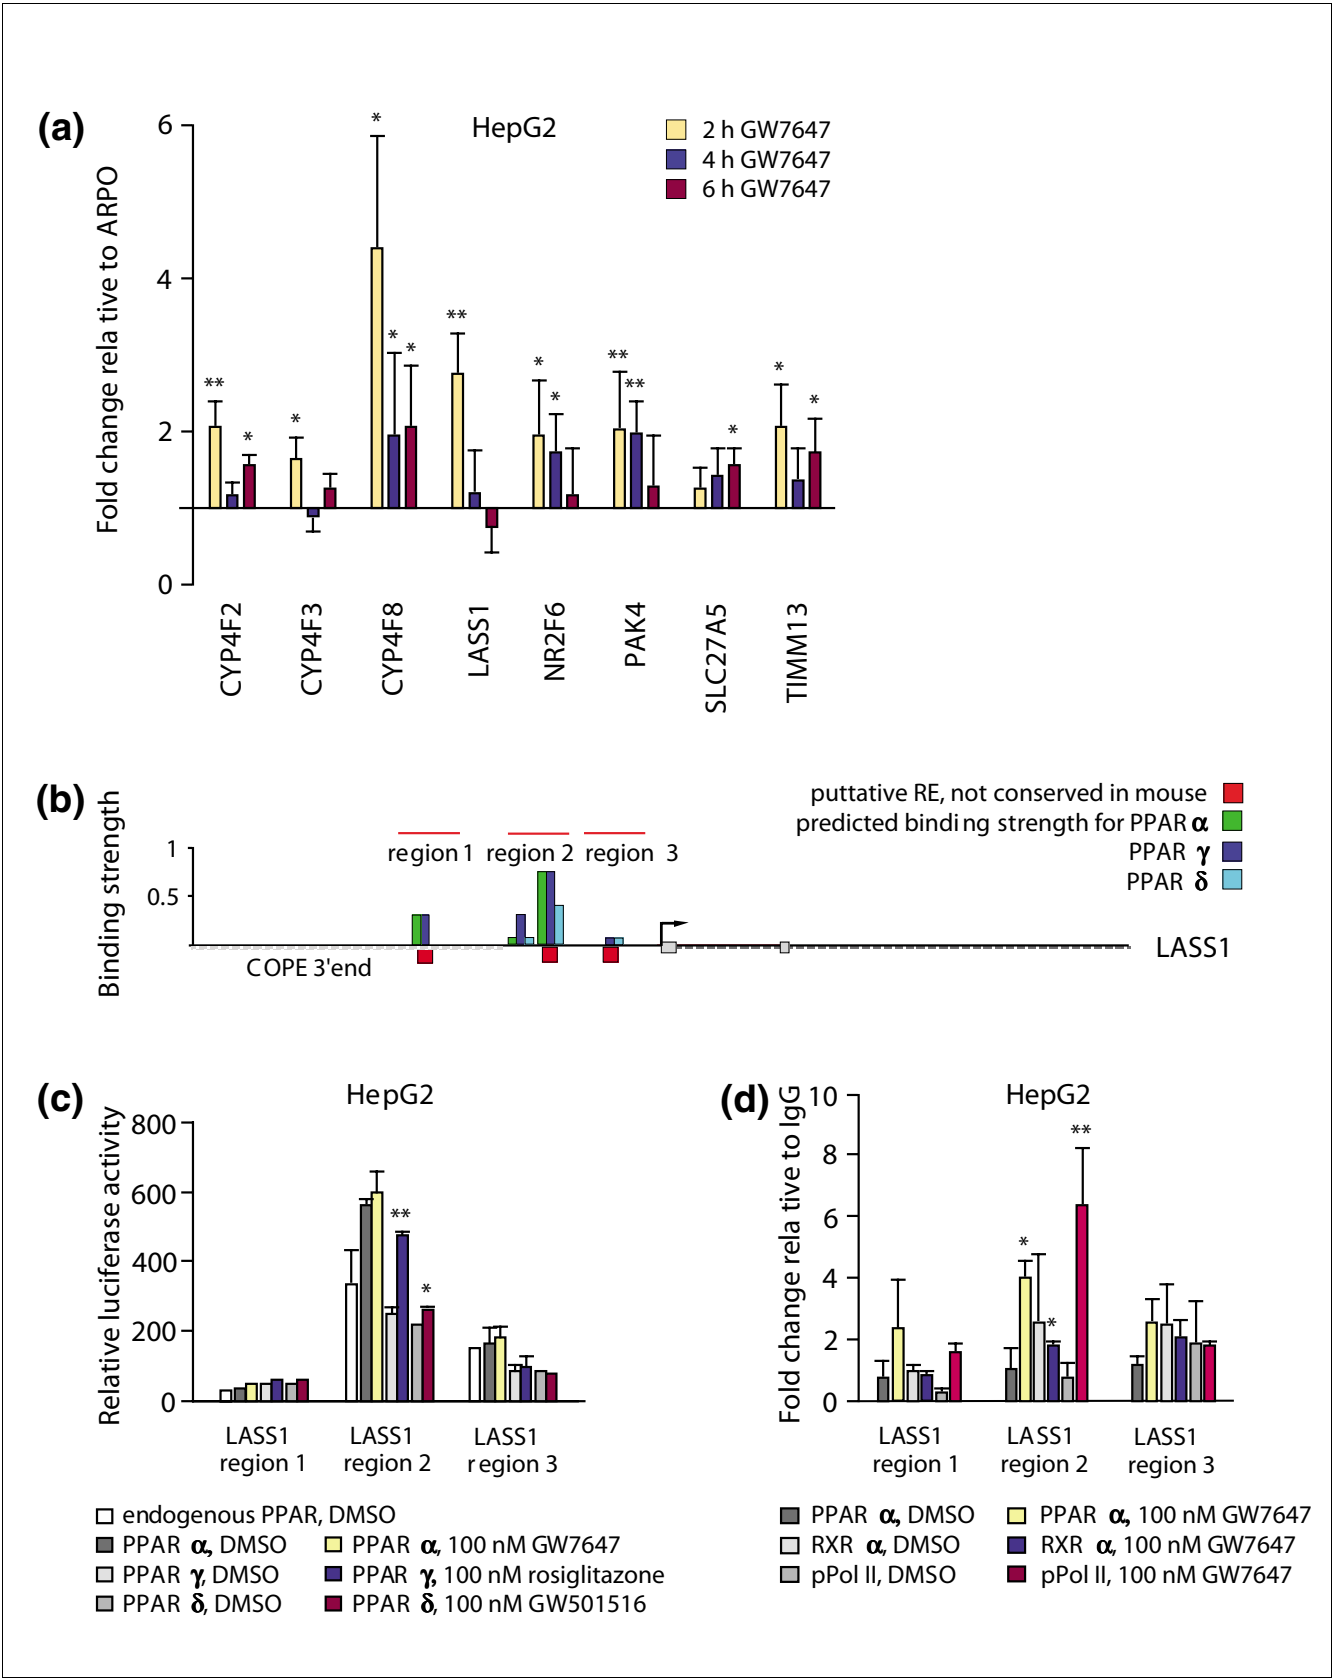 (a)
HepG2
6
4
2
0
Fold change rela tive to ARPO
2 h GW7647
4 h GW7647
6 h GW7647
*
**
*
*
*
*
**
*
*
**
**
*
*
*
CYP4F2
CYP4F3
CYP4F8
LASS1
NR2F6
PAK4
SLC27A5
TIMM13
(b)
Binding strength
1
0.5
region 1 region 2 region 3
puttative RE, not conserved in mouse
predicted binding strength for PPAR α
PPAR γ
PPAR δ
COPE 3'end
LASS1
(c)
HepG2
Relative luciferase activity
800
600
400
200
0
**
*
LASS1 region 1
LASS1 region 2
LASS1 region 3
endogenous PPAR, DMSO
PPAR α, DMSO
PPAR α, 100 nM GW7647
PPAR γ, DMSO
PPAR γ, 100 nM rosiglitazone
PPAR δ, DMSO
PPAR δ, 100 nM GW501516
(d)
HepG2
Fold change rela tive to IgG
10
8
6
4
2
0
*
*
**
LASS1 region 1
LASS1 region 2
LASS1 region 3
PPAR α, DMSO
PPAR α, 100 nM GW7647
RXR α, DMSO
RXR α, 100 nM GW7647
pPol II, DMSO
pPol II, 100 nM GW7647